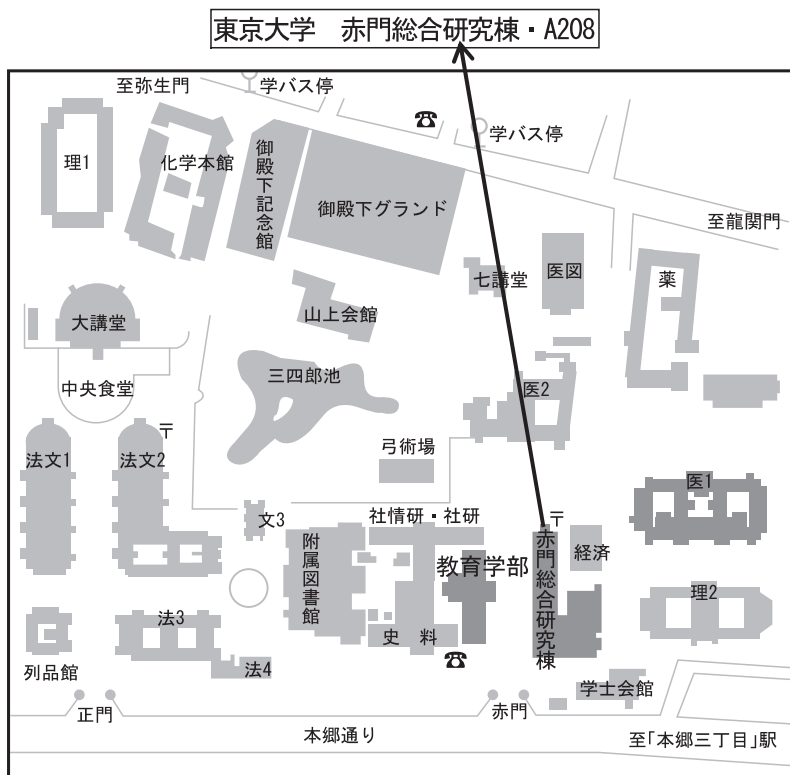 東京大学　赤門総合研究棟・A208
至弥生門
学バス停
学バス停
理1
化学本館
御殿下記念館
御殿下グランド
至龍関門
七講堂
医図
薬
大講堂
山上会館
三四郎池
中央食堂
医2
〒
法文1
法文2
弓術場
医1
文3
社情研・社研
〒
附属図書館
教育学部
赤門総合研究棟
経済
理2
法3
史　料
列品館
法4
学士会館
正門
赤門
本郷通り
至｢本郷三丁目｣駅